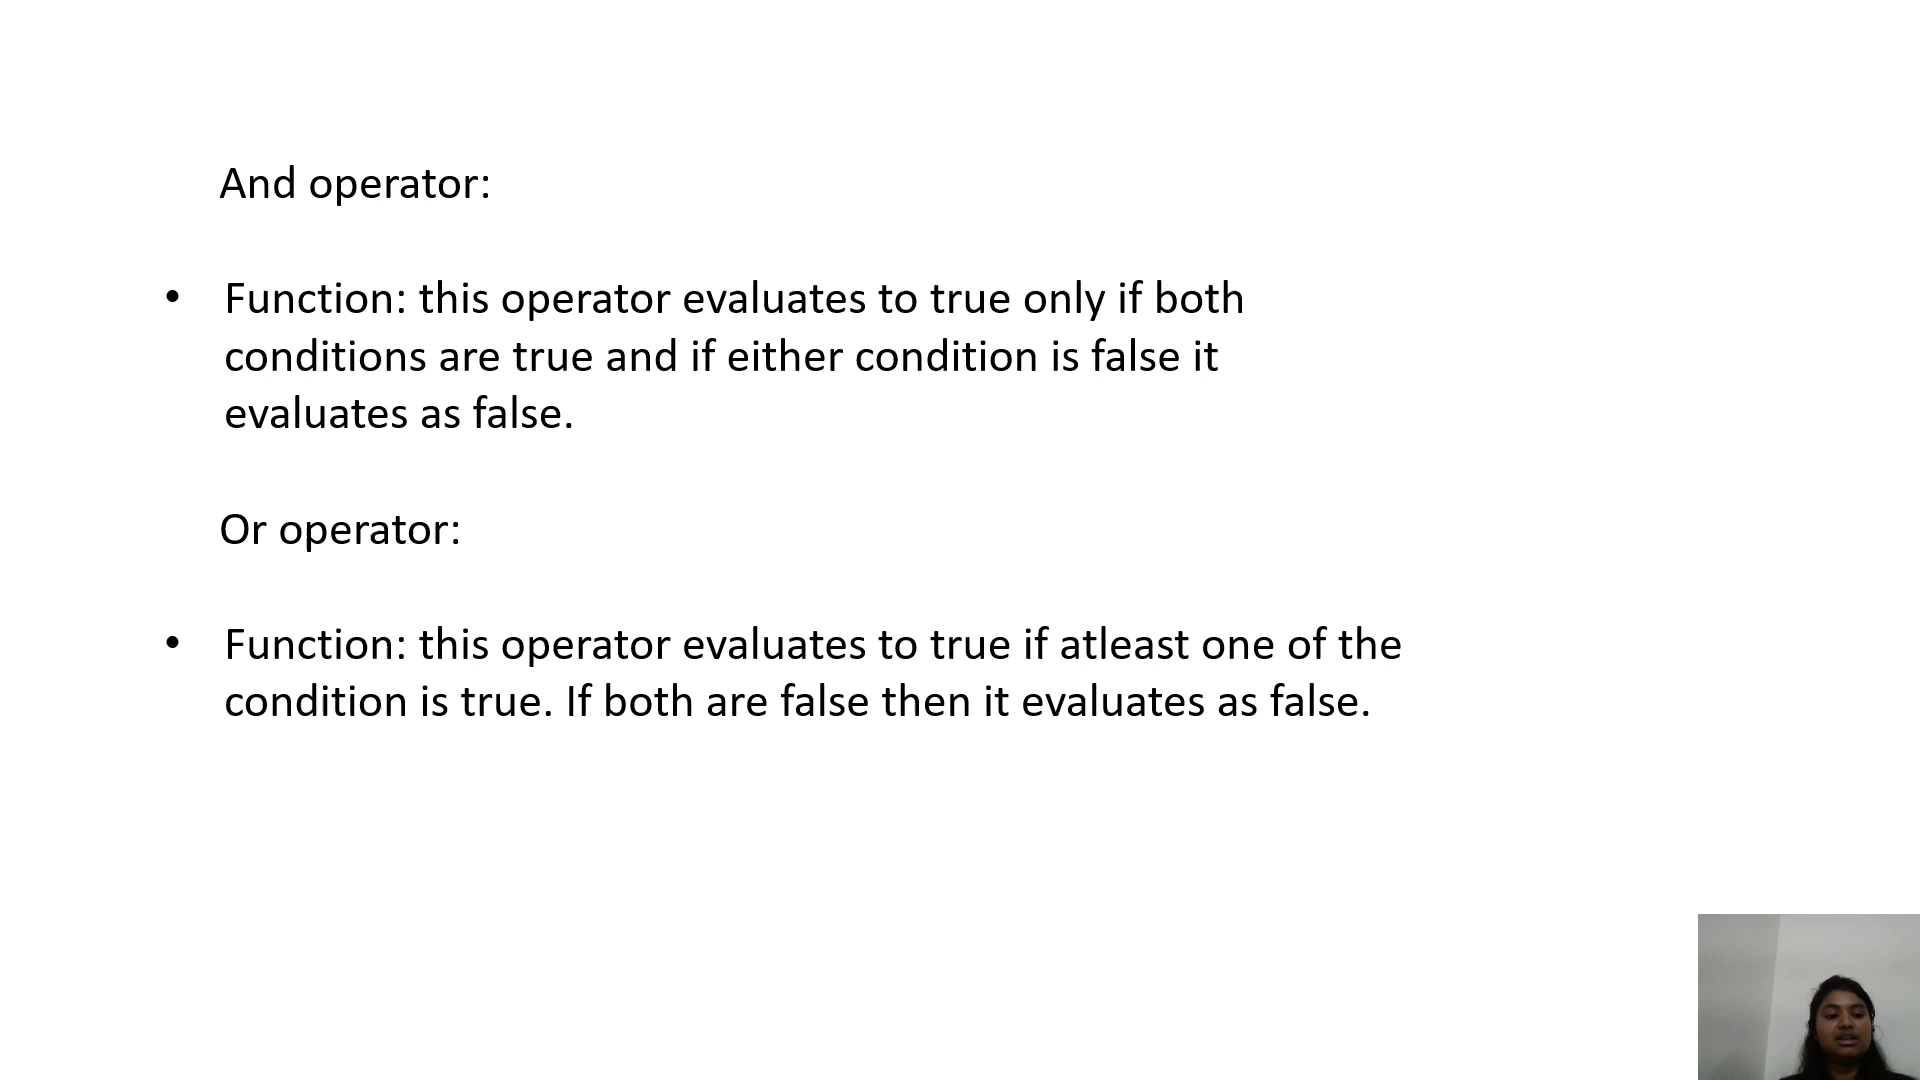 And operator:
• Function: this operator evaluates to true only if both
conditions are true and if either condition is false it
evaluates as false.
Or operator:
• Function: this operator evaluates to true if atleast one of the
condition is true. If both are false then it evaluates as false.